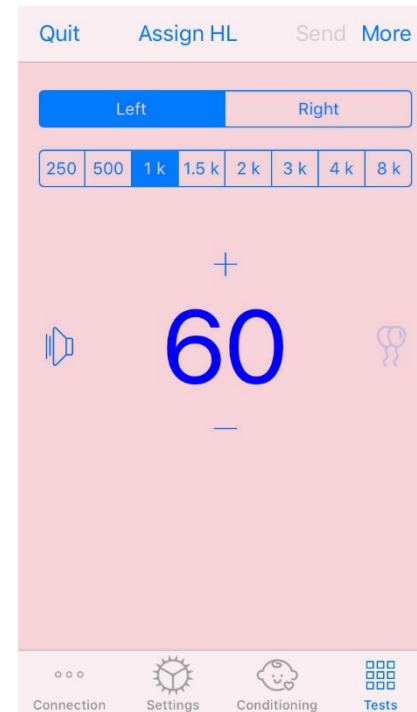 Quit Assign HL Send More
Left Right
250 500 1 k 1.5 k 2 k 3 k 4 k 8 k
+
60
−
Connection Settings Conditioning Tests